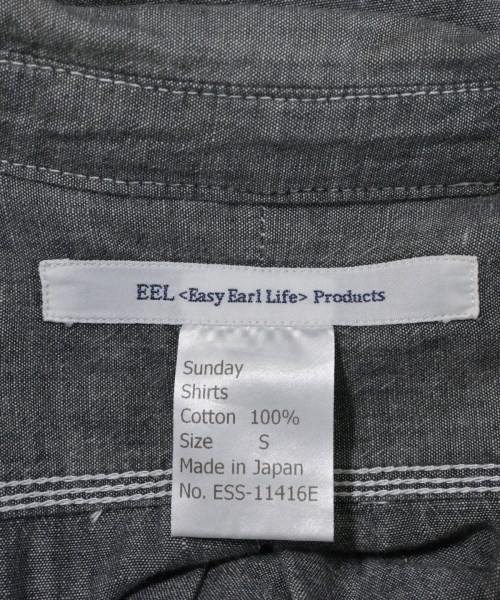 EEL <Easy Earl Life> Products
Sunday
Shirts
Cotton 100%
Size S
Made in Japan
No. ESS-11416E